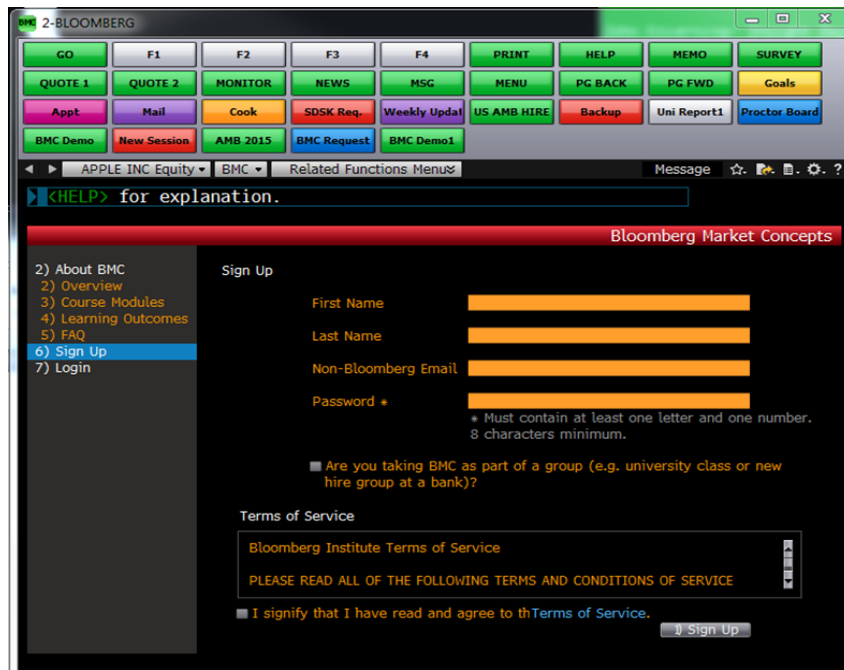 BMC 2-BLOOMBERG
GO F1 F2 F3 F4 PRINT HELP MEMO SURVEY
QUOTE 1 QUOTE 2 MONITOR NEWS MSG MENU PG BACK PG FWD Goals
Appt Mail Cook SDSK Req. Weekly Updat US AMB HIRE Backup Uni Report1 Proctor Board
BMC Demo New Session AMB 2015 BMC Request BMC Demo1
APPLE INC Equity BMC Related Functions Menu Message ?
<HELP> for explanation.
Bloomberg Market Concepts
2) About BMC
2) Overview
3) Course Modules
4) Learning Outcomes
5) FAQ
6) Sign Up
7) Login
Sign Up
First Name
Last Name
Non-Bloomberg Email
Password *
* Must contain at least one letter and one number.
8 characters minimum.
Are you taking BMC as part of a group (e.g. university class or new
hire group at a bank)?
Terms of Service
Bloomberg Institute Terms of Service
PLEASE READ ALL OF THE FOLLOWING TERMS AND CONDITIONS OF SERVICE
I signify that I have read and agree to thTerms of Service.
1) Sign Up